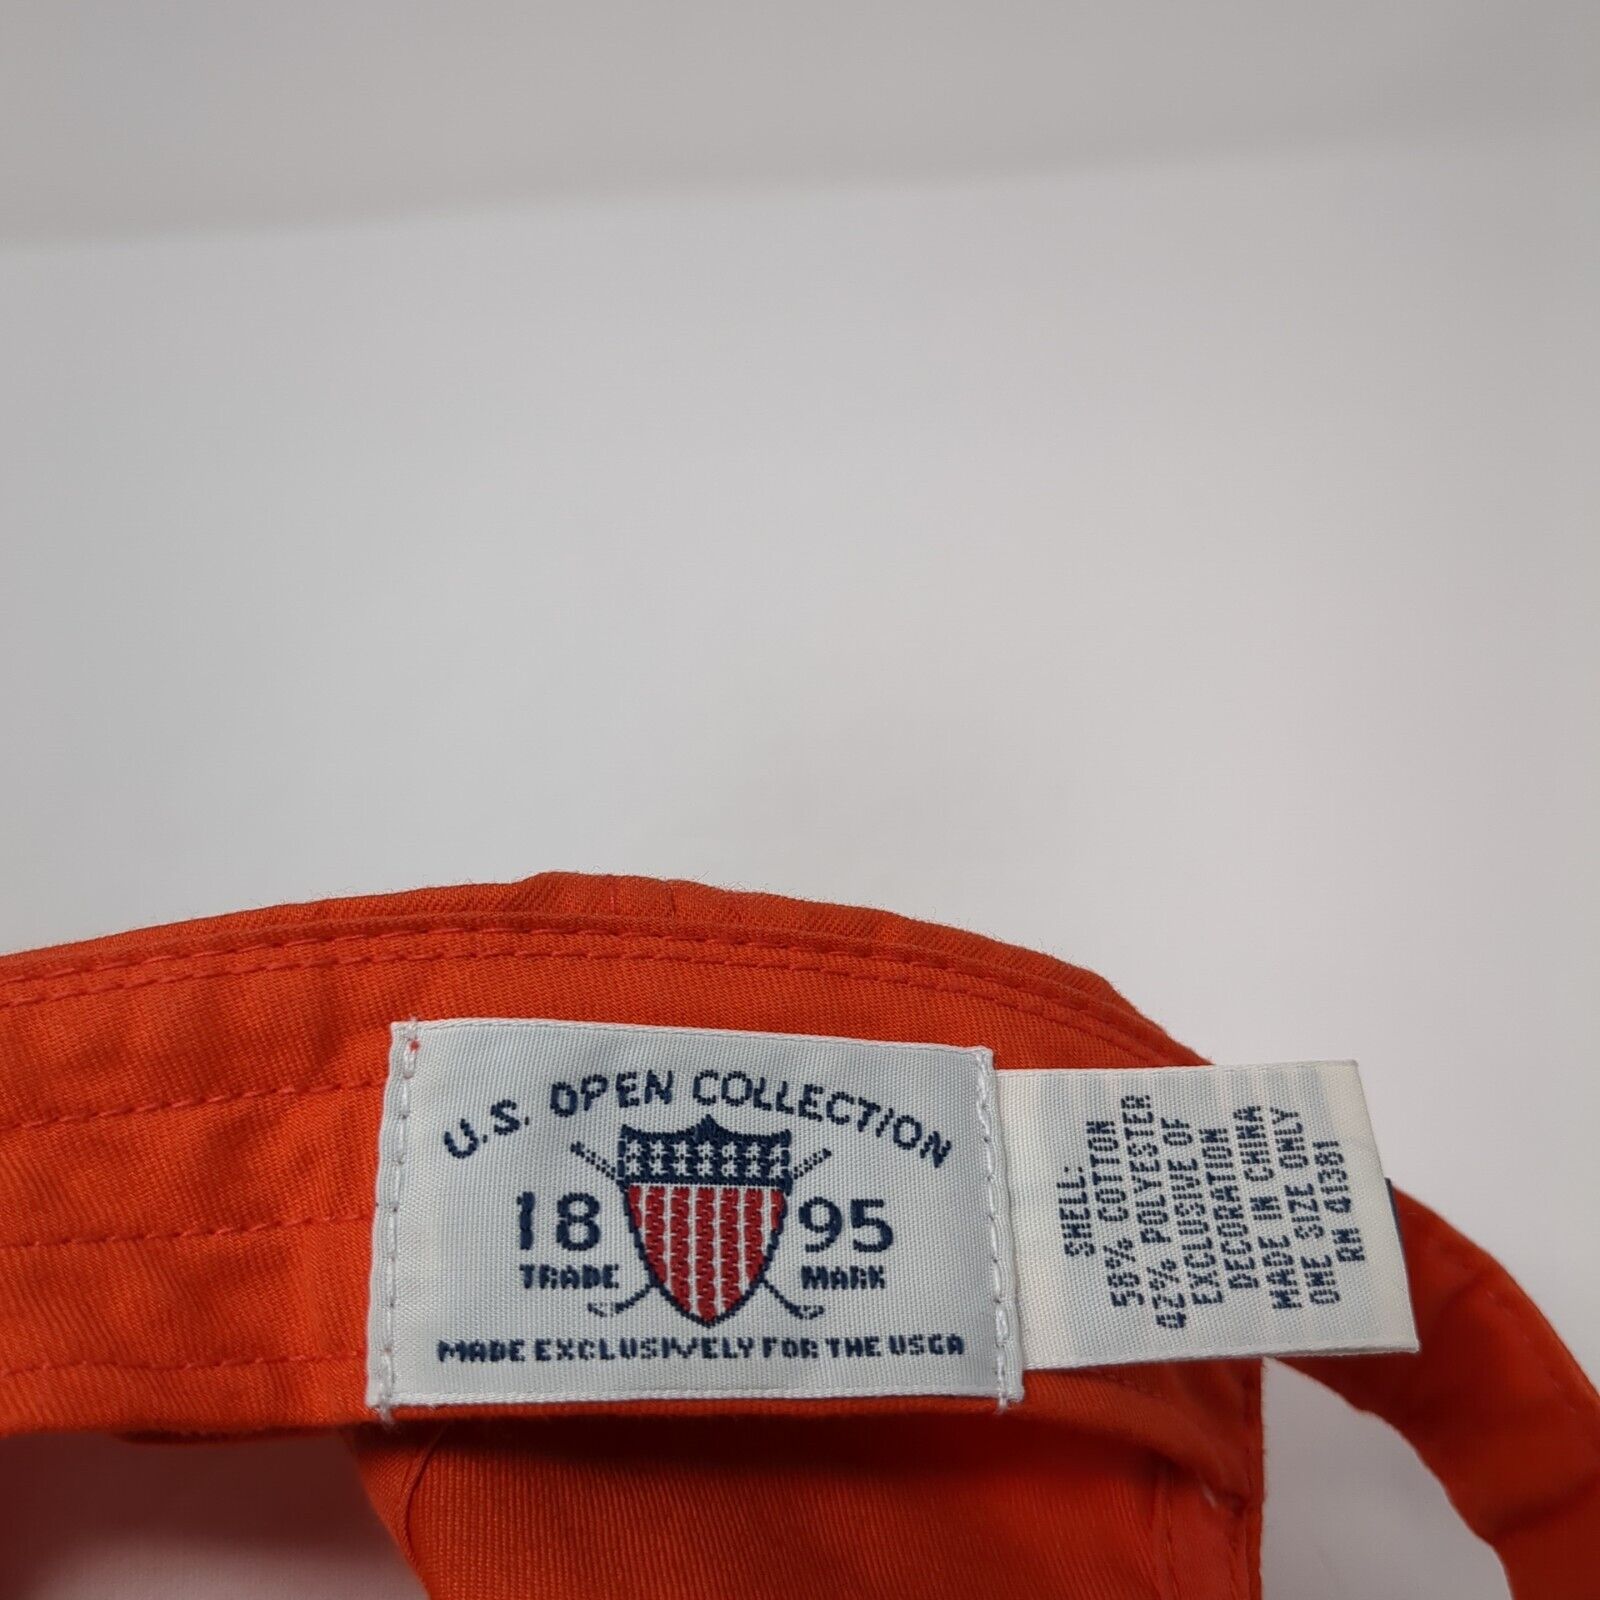 U.S. OPEN COLLECTION
18 95
TRADE MARK
MADE EXCLUSIVELY FOR THE USGA
SHELL:
58% COTTON
42% POLYESTER
EXCLUSIVE OF
DECORATION
MADE IN CHINA
ONE SIZE ONLY
RN 41381